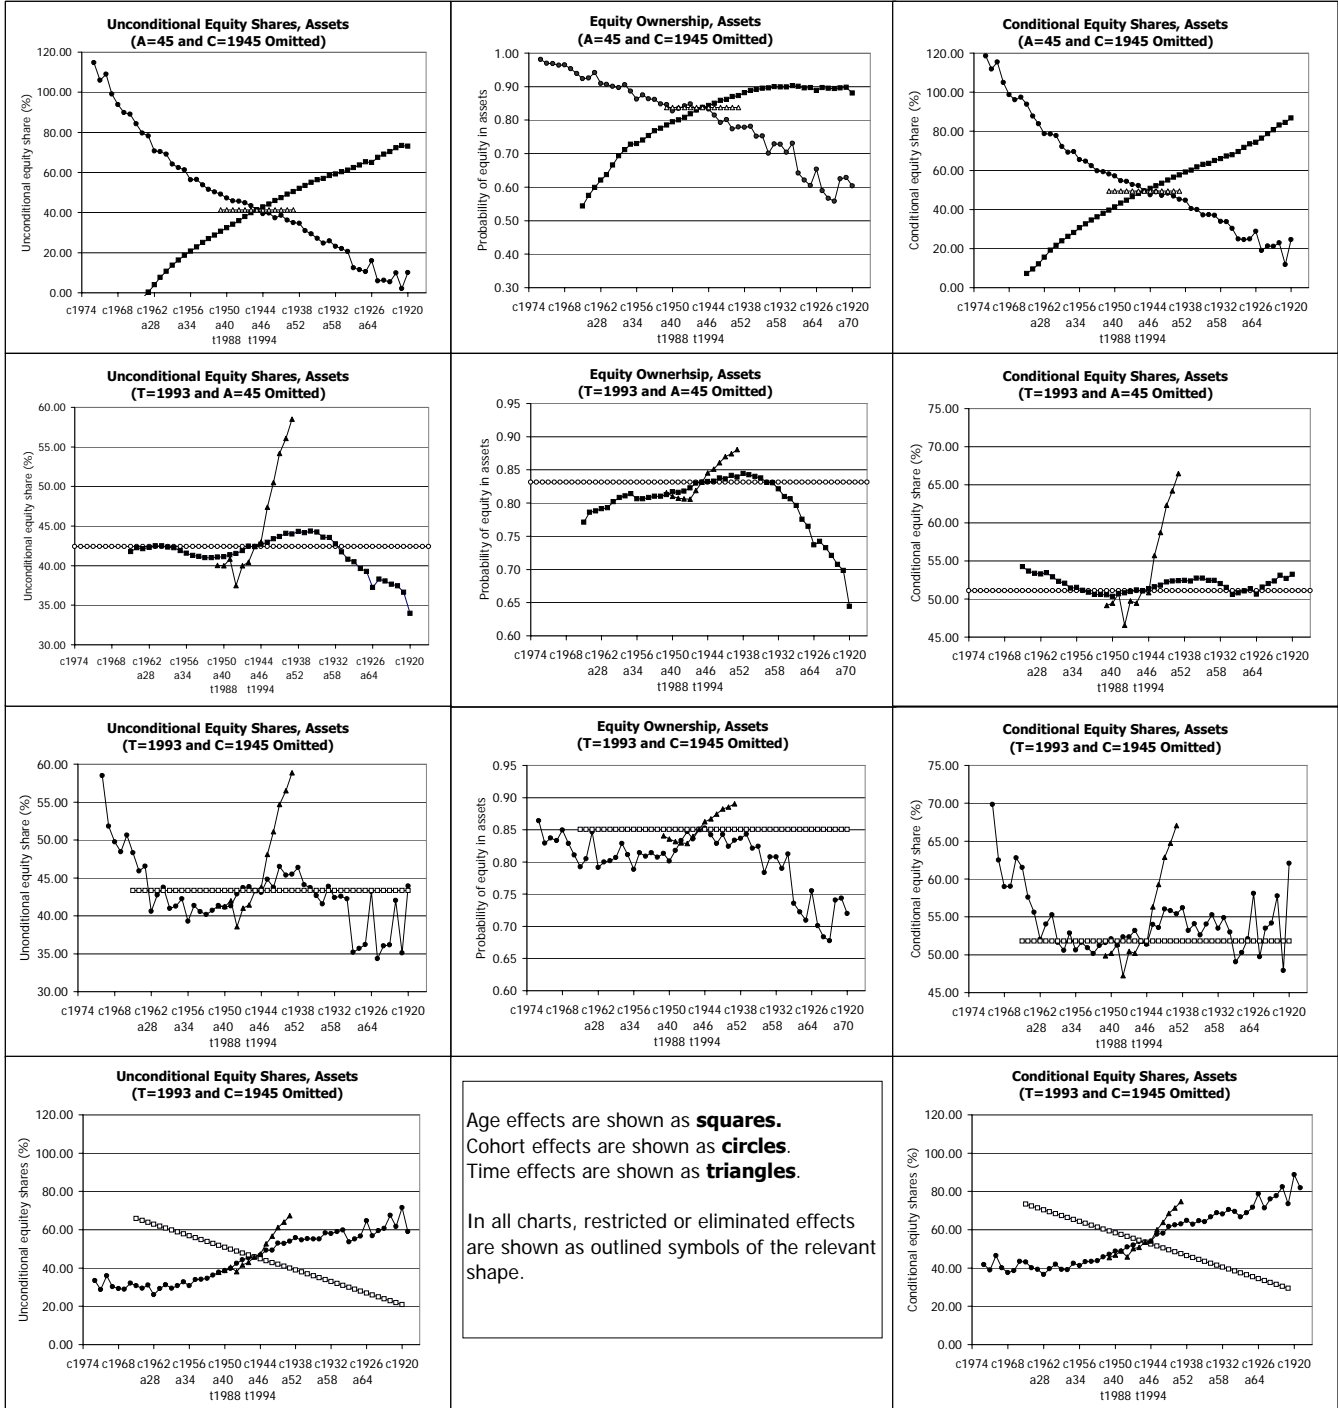 Unconditional Equity Shares, Assets
(A=45 and C=1945 Omitted)
Unconditional equity share (%)
120.00
100.00
80.00
60.00
40.00
20.00
0.00
c1974 c1968 c1962 c1956 c1950 c1944 c1938 c1932 c1926 c1920
a28 a34 a40 a46 a52 a58 a64
t1988 t1994
Equity Ownership, Assets
(A=45 and C=1945 Omitted)
Probability of equity in assets
1.00
0.90
0.80
0.70
0.60
0.50
0.40
0.30
c1974 c1968 c1962 c1956 c1950 c1944 c1938 c1932 c1926 c1920
a28 a34 a40 a46 a52 a58 a64 a70
t1988 t1994
Conditional Equity Shares, Assets
(A=45 and C=1945 Omitted)
Conditional equity share (%)
120.00
100.00
80.00
60.00
40.00
20.00
0.00
c1974 c1968 c1962 c1956 c1950 c1944 c1938 c1932 c1926 c1920
a28 a34 a40 a46 a52 a58 a64
t1988 t1994
Unconditional Equity Shares, Assets
(T=1993 and A=45 Omitted)
Unconditional equity share (%)
60.00
55.00
50.00
45.00
40.00
35.00
30.00
c1974 c1968 c1962 c1956 c1950 c1944 c1938 c1932 c1926 c1920
a28 a34 a40 a46 a52 a58 a64
t1988 t1994
Equity Ownerhsip, Assets
(T=1993 and A=45 Omitted)
Probability of equity in assets
0.95
0.90
0.85
0.80
0.75
0.70
0.65
0.60
c1974 c1968 c1962 c1956 c1950 c1944 c1938 c1932 c1926 c1920
a28 a34 a40 a46 a52 a58 a64 a70
t1988 t1994
Conditional Equity Shares, Assets
(T=1993 and A=45 Omitted)
Conditional equity share (%)
75.00
70.00
65.00
60.00
55.00
50.00
45.00
c1974 c1968 c1962 c1956 c1950 c1944 c1938 c1932 c1926 c1920
a28 a34 a40 a46 a52 a58 a64
t1988 t1994
Unconditional Equity Shares, Assets
(T=1993 and C=1945 Omitted)
Unonditional equity share (%)
60.00
55.00
50.00
45.00
40.00
35.00
30.00
c1974 c1968 c1962 c1956 c1950 c1944 c1938 c1932 c1926 c1920
a28 a34 a40 a46 a52 a58 a64
t1988 t1994
Equity Ownership, Assets
(T=1993 and C=1945 Omitted)
Probability of equity in assets
0.95
0.90
0.85
0.80
0.75
0.70
0.65
0.60
c1974 c1968 c1962 c1956 c1950 c1944 c1938 c1932 c1926 c1920
a28 a34 a40 a46 a52 a58 a64 a70
t1988 t1994
Conditional Equity Shares, Assets
(T=1993 and C=1945 Omitted)
Conditional equity share (%)
75.00
70.00
65.00
60.00
55.00
50.00
45.00
c1974 c1968 c1962 c1956 c1950 c1944 c1938 c1932 c1926 c1920
a28 a34 a40 a46 a52 a58 a64
t1988 t1994
Unconditional Equity Shares, Assets
(T=1993 and C=1945 Omitted)
Unconditional equitey shares (%)
120.00
100.00
80.00
60.00
40.00
20.00
0.00
c1974 c1968 c1962 c1956 c1950 c1944 c1938 c1932 c1926 c1920
a28 a34 a40 a46 a52 a58 a64
t1988 t1994
Age effects are shown as squares.
Cohort effects are shown as circles.
Time effects are shown as triangles.
In all charts, restricted or eliminated effects
are shown as outlined symbols of the relevant
shape.
Conditional Equity Shares, Assets
(T=1993 and C=1945 Omitted)
Conditional equity shares (%)
120.00
100.00
80.00
60.00
40.00
20.00
0.00
c1974 c1968 c1962 c1956 c1950 c1944 c1938 c1932 c1926 c1920
a28 a34 a40 a46 a52 a58 a64
t1988 t1994